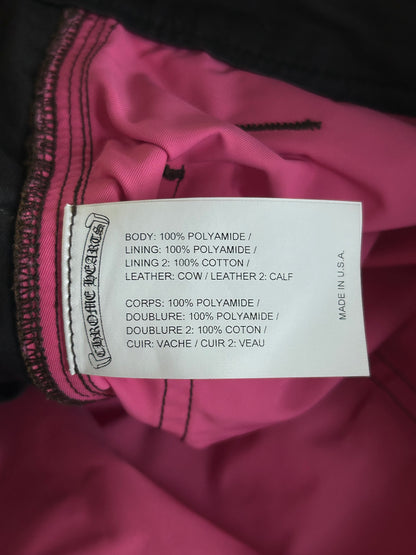 CHROME HEARTS
BODY: 100% POLYAMIDE /
LINING: 100% POLYAMIDE /
LINING 2: 100% COTTON /
LEATHER: COW / LEATHER 2: CALF
CORPS: 100% POLYAMIDE /
DOUBLURE: 100% POLYAMIDE /
DOUBLURE 2: 100% COTON /
CUIR: VACHE / CUIR 2: VEAU
MADE IN U.S.A.